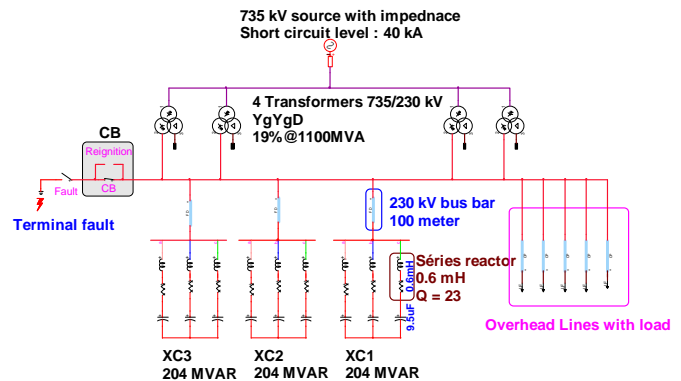 735 kV source with impednace
Short circuit level : 40 kA
4 Transformers 735/230 kV
YgYgD
19%@1100MVA
CB
Reignition
Fault
CB
Terminal fault
230 kV bus bar
100 meter
Séries reactor
0.6 mH
Q = 23
0.6mH
9.5uF
Overhead Lines with load
XC3
204 MVAR
XC2
204 MVAR
XC1
204 MVAR